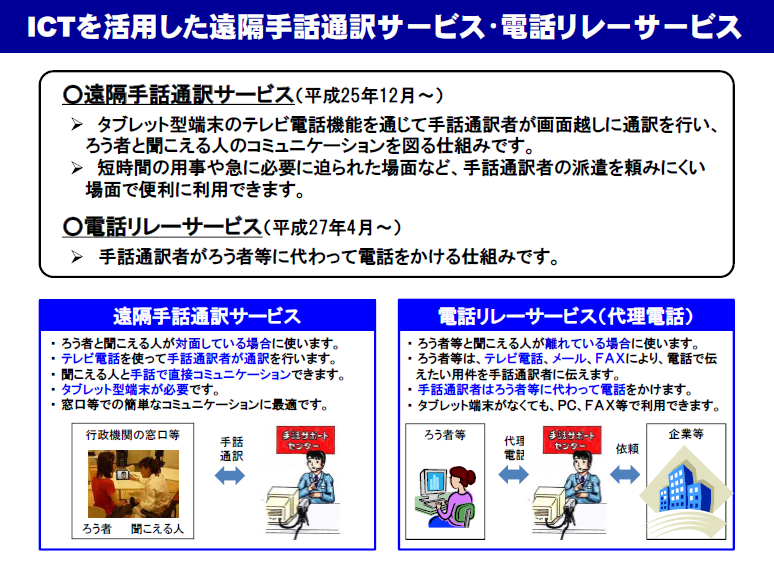 ICTを活用した遠隔手話通訳サービス・電話リレーサービス
〇遠隔手話通訳サービス（平成25年12月～）
➢ タブレット型端末のテレビ電話機能を通じて手話通訳者が画面越しに通訳を行い、
ろう者と聞こえる人のコミュニケーションを図る仕組みです。
➢ 短時間の用事や急に必要に迫られた場面など、手話通訳者の派遣を頼みにくい
場面で便利に利用できます。
〇電話リレーサービス（平成27年4月～）
➢ 手話通訳者がろう者等に代わって電話をかける仕組みです。
遠隔手話通訳サービス
・ろう者と聞こえる人が対面している場合に使います。
・テレビ電話を使って手話通訳者が通訳を行います。
・聞こえる人と手話で直接コミュニケーションできます。
・タブレット型端末が必要です。
・窓口等での簡単なコミュニケーションに最適です。
行政機関の窓口等
ろう者 聞こえる人
手話
通訳
手話サポート
センター
電話リレーサービス（代理電話）
・ろう者等と聞こえる人が離れている場合に使います。
・ろう者等は、テレビ電話、メール、ＦＡＸにより、電話で伝
えたい用件を手話通訳者に伝えます。
・手話通訳者はろう者等に代わって電話をかけます。
・タブレット端末がなくても、ＰＣ、ＦＡＸ等で利用できます。
ろう者等
代理
電話
手話サポート
センター
依頼
企業等